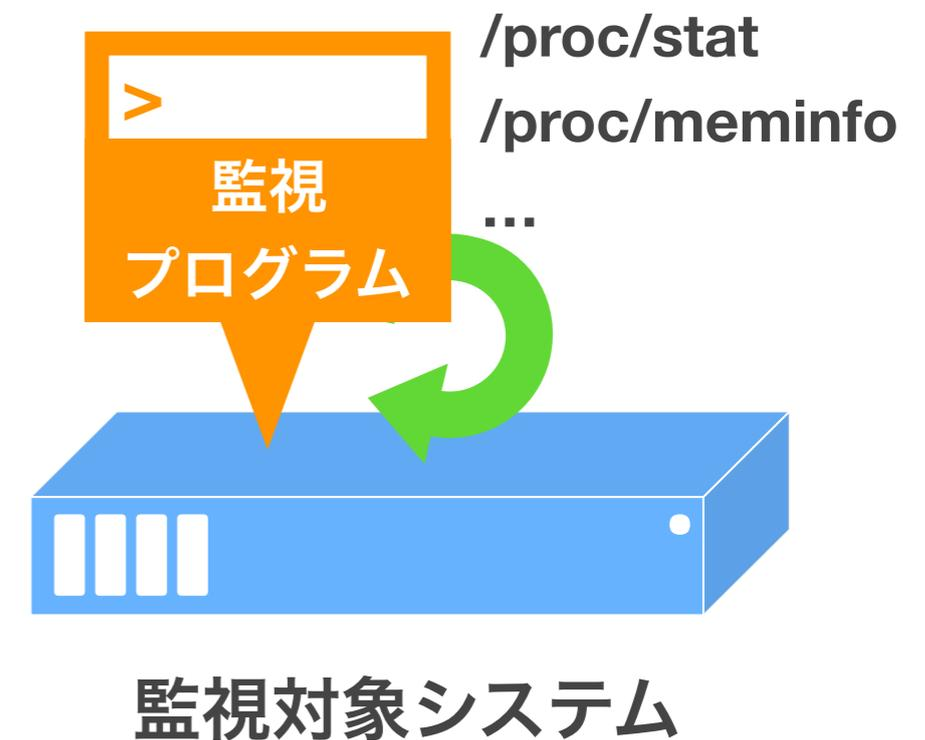 /proc/stat
/proc/meminfo
...
>
監視
プログラム
監視対象システム